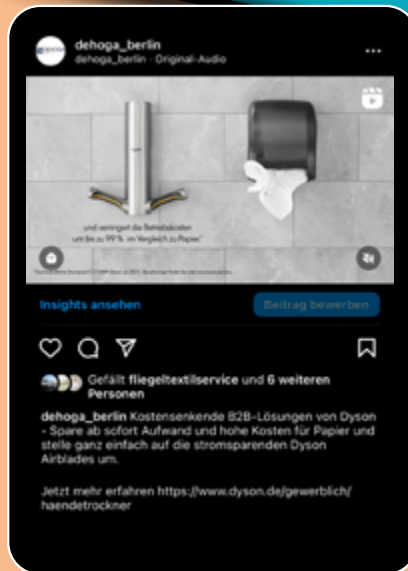 dehoga_berlin
dehoga_berlin · Original-Audio
und verringert die Betriebskosten
um bis zu 99 % im Vergleich zu Papier.*
Insights ansehen
Beitrag bewerben
Gefällt fliegeltextilservice und 6 weiteren
Personen
dehoga_berlin Kostensenkende B2B-Lösungen von Dyson
- Spare ab sofort Aufwand und hohe Kosten für Papier und
stelle ganz einfach auf die stromsparenden Dyson
Airblades um.
Jetzt mehr erfahren https://www.dyson.de/gewerblich/
haendetrockner